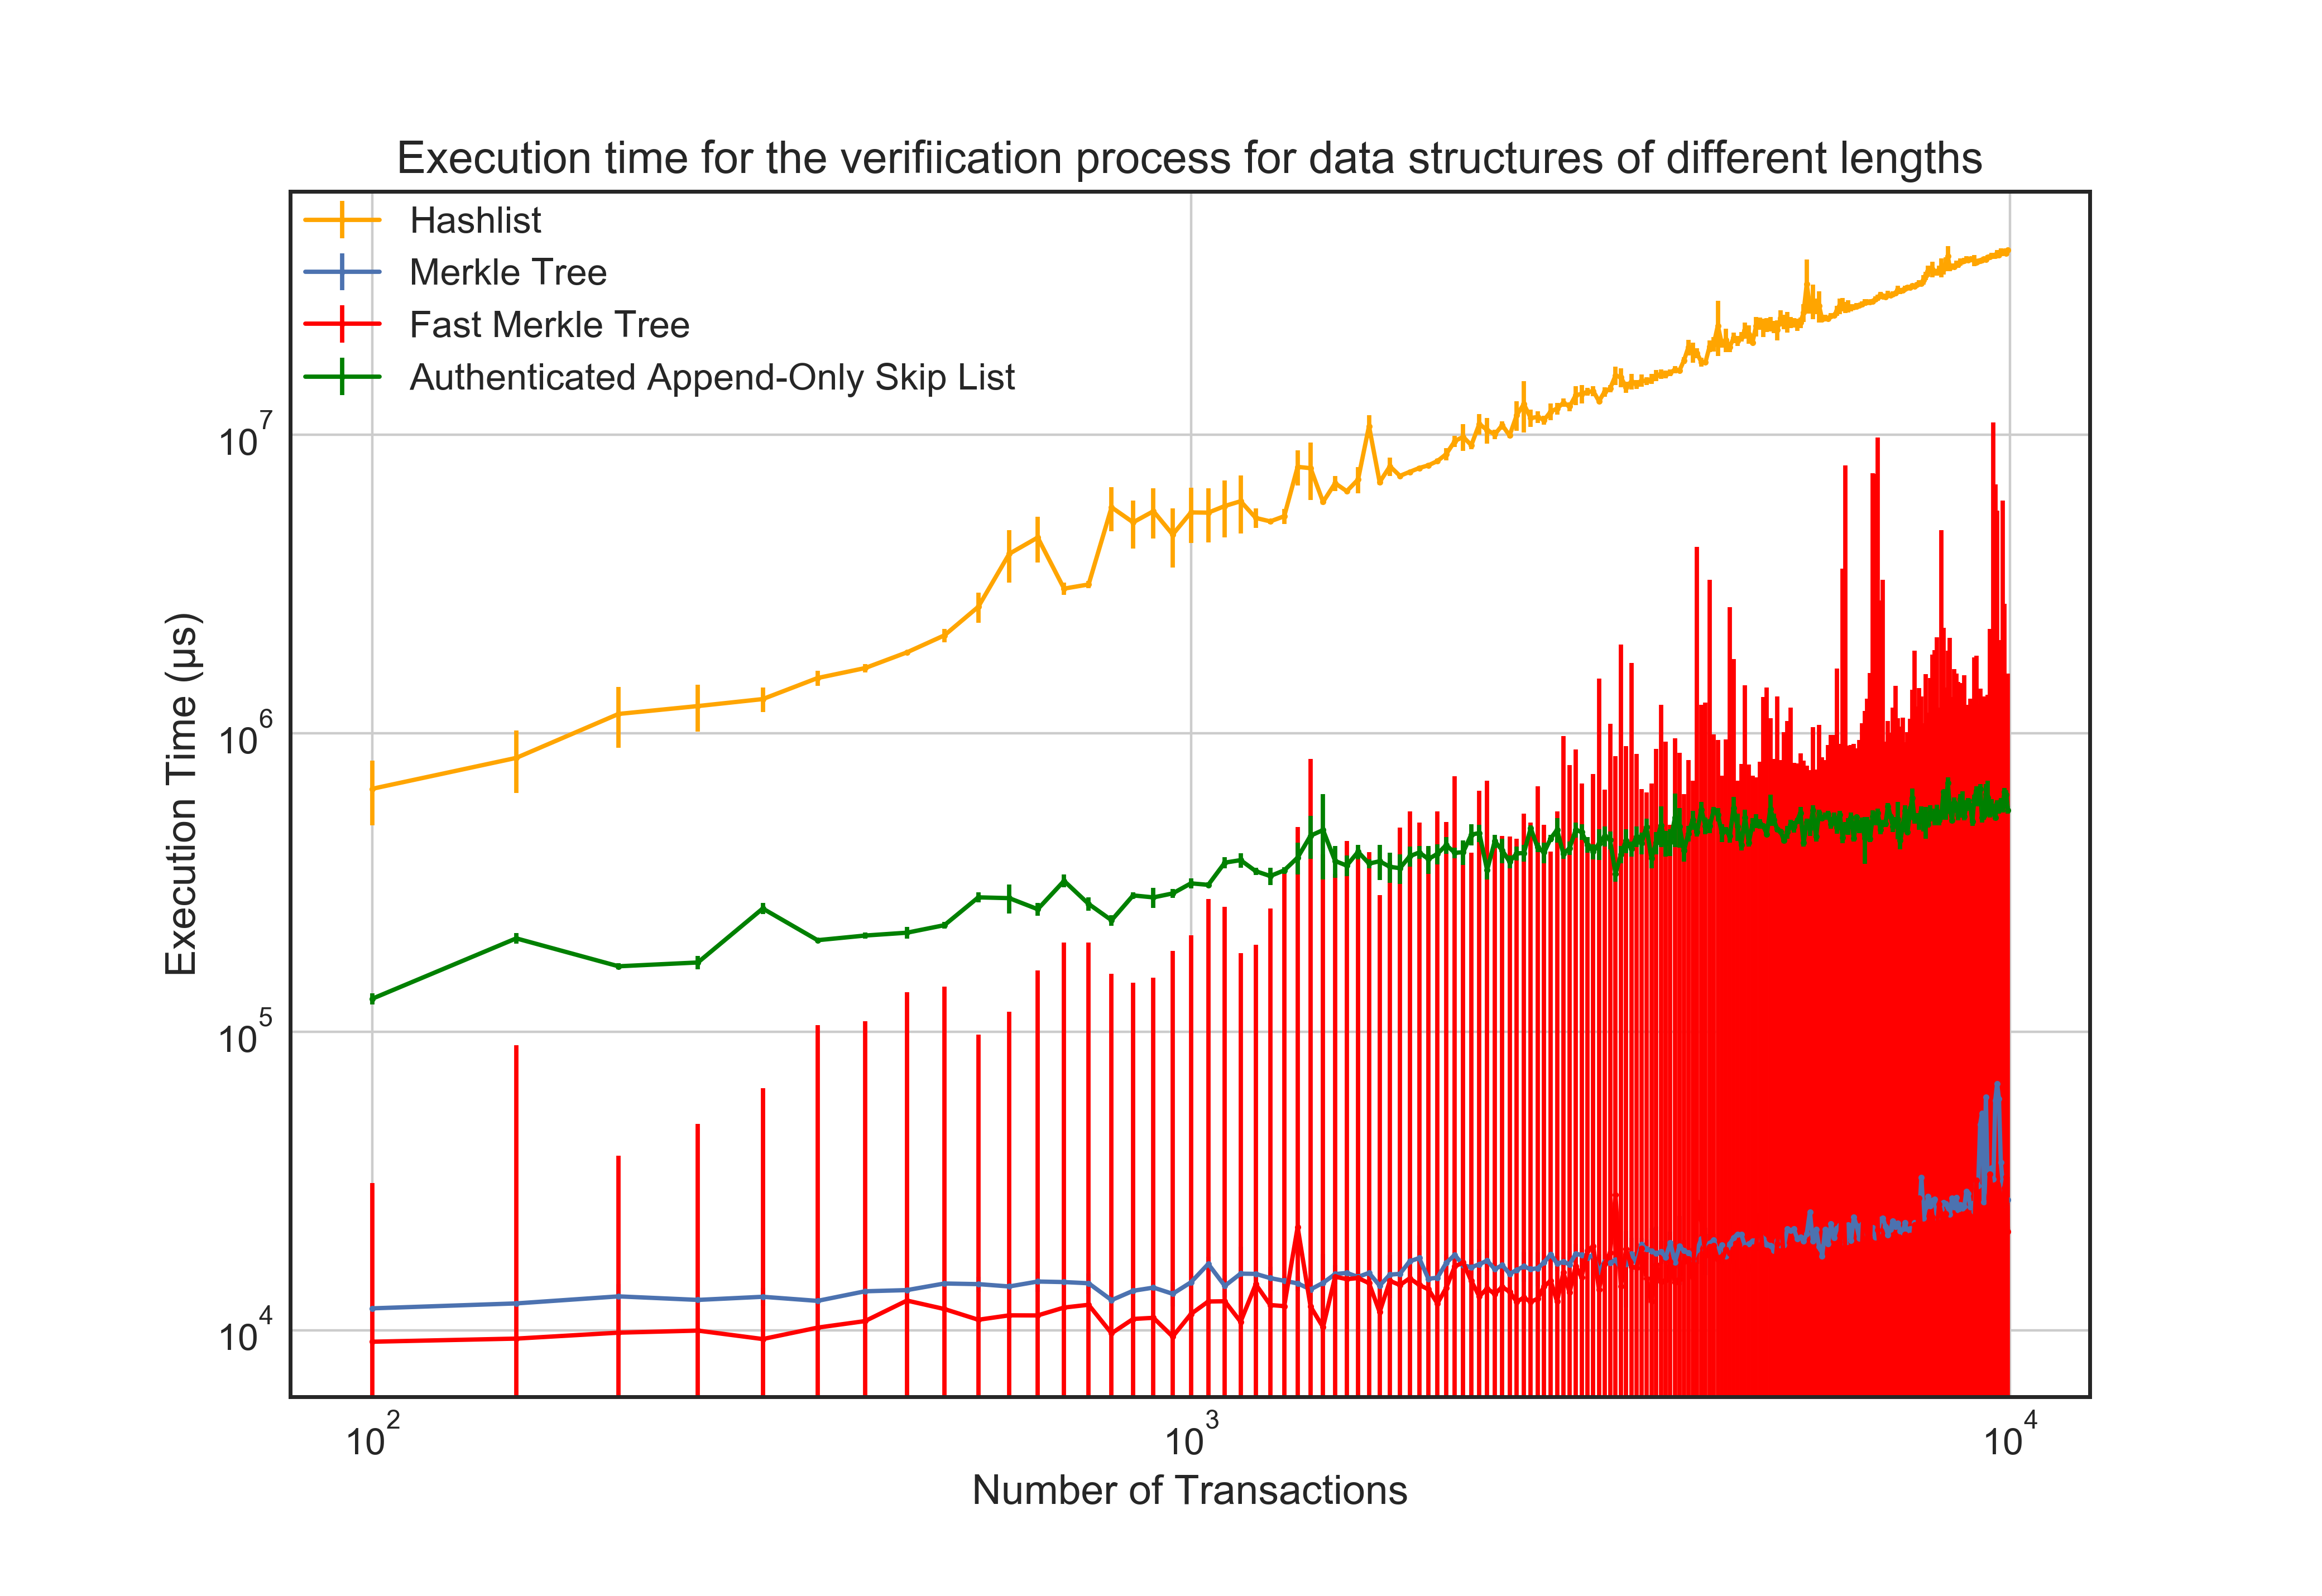 Execution time for the verifiication process for data structures of different lengths
Hashlist
Merkle Tree
Fast Merkle Tree
Authenticated Append-Only Skip List
10^7
10^6
10^5
10^4
Execution Time (µs)
10^2 10^3 10^4
Number of Transactions